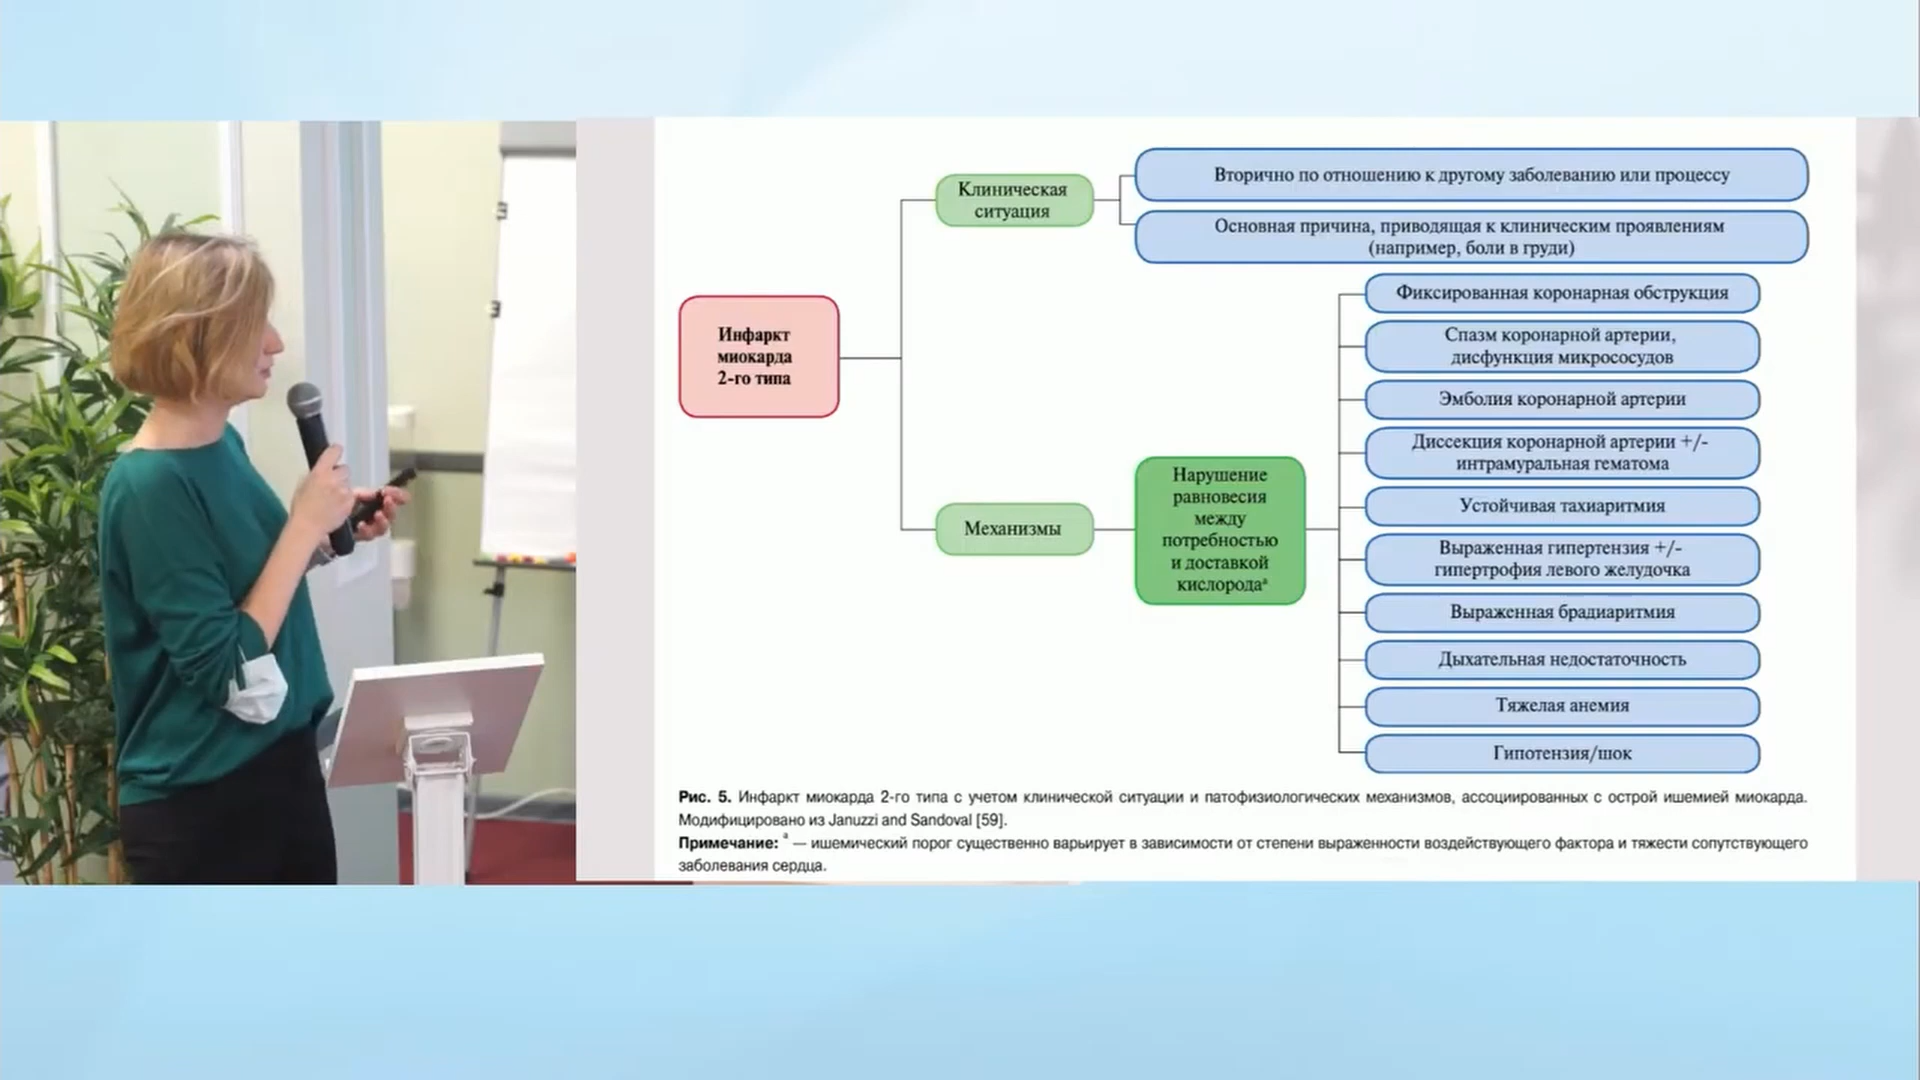 Клиническая
ситуация
Вторично по отношению к другому заболеванию или процессу
Основная причина, приводящая к клиническим проявлениям
(например, боли в груди)
Инфаркт
миокарда
2-го типа
Механизмы
Нарушение
равновесия
между
потребностью
и доставкой
кислородаª
Фиксированная коронарная обструкция
Спазм коронарной артерии,
дисфункция микрососудов
Эмболия коронарной артерии
Диссекция коронарной артерии +/-
интрамуральная гематома
Устойчивая тахиаритмия
Выраженная гипертензия +/-
гипертрофия левого желудочка
Выраженная брадиаритмия
Дыхательная недостаточность
Тяжелая анемия
Гипотензия/шок
Рис. 5. Инфаркт миокарда 2-го типа с учетом клинической ситуации и патофизиологических механизмов, ассоциированных с острой ишемией миокарда.
Модифицировано из Januzzi and Sandoval [59].
Примечание: ª — ишемический порог существенно варьирует в зависимости от степени выраженности воздействующего фактора и тяжести сопутствующего
заболевания сердца.